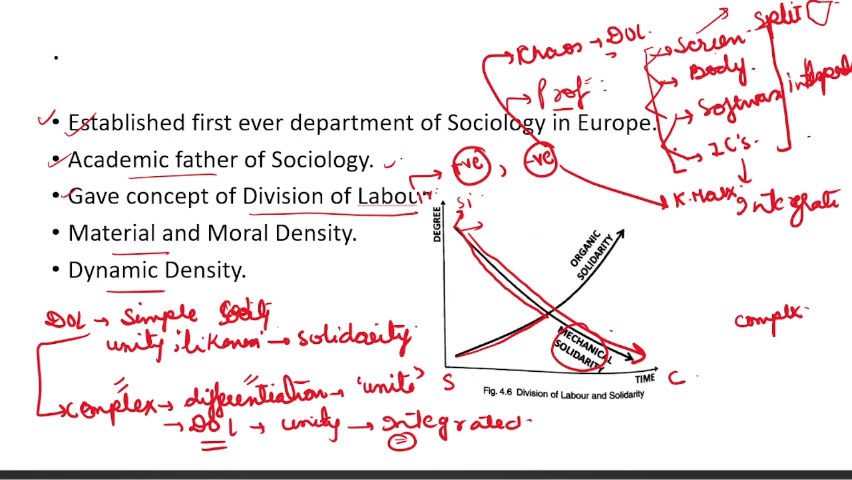 Split
Chaos → DOL
Screen
Body
Prof:
Software
IC's
• Established first ever department of Sociology in Europe.
• Academic father of Sociology.
+ve, -ve
• Gave concept of Division of Labour.
K. Marx
Integrate
Si
• Material and Moral Density.
• Dynamic Density.
DEGREE
ORGANIC SOLIDARITY
MECHANICAL SOLIDARITY
TIME
S
C
Fig. 4.6 Division of Labour and Solidarity
complex
DOL → Simple
unity → solidarity
Complex → differentiation →
→ DOL → unity → Integrated